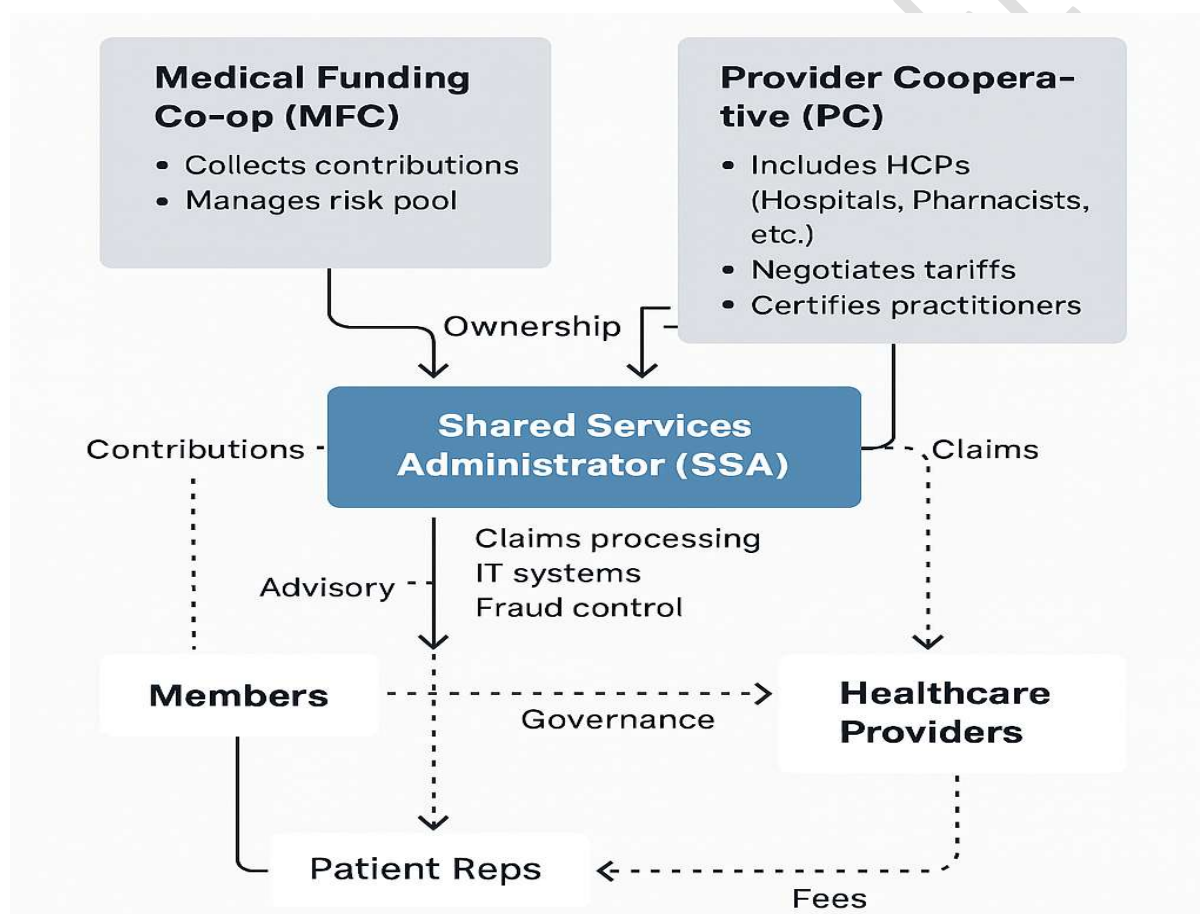 Medical Funding
Co-op (MFC)
• Collects contributions
• Manages risk pool
Provider Coopera-
tive (PC)
• Includes HCPs
(Hospitals, Pharnacists,
etc.)
• Negotiates tariffs
• Certifies practitioners
Ownership
Shared Services
Administrator (SSA)
Contributions
Claims
Claims processing
IT systems
Fraud control
Advisory
Members
Governance
Healthcare
Providers
Patient Reps
Fees